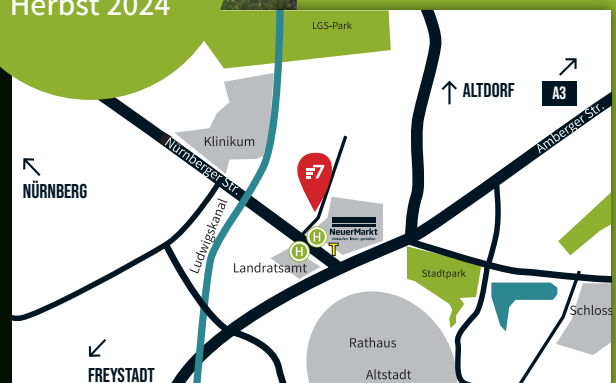 Herbst 2024
LGS-Park
ALTDORF
A3
Amberger Str.
Klinikum
Nürnberger Str.
7
NÜRNBERG
Ludwigskanal
NeuerMarkt
H
H
T
Landratsamt
Stadtpark
Schloss
Rathaus
FREYSTADT
Altstadt